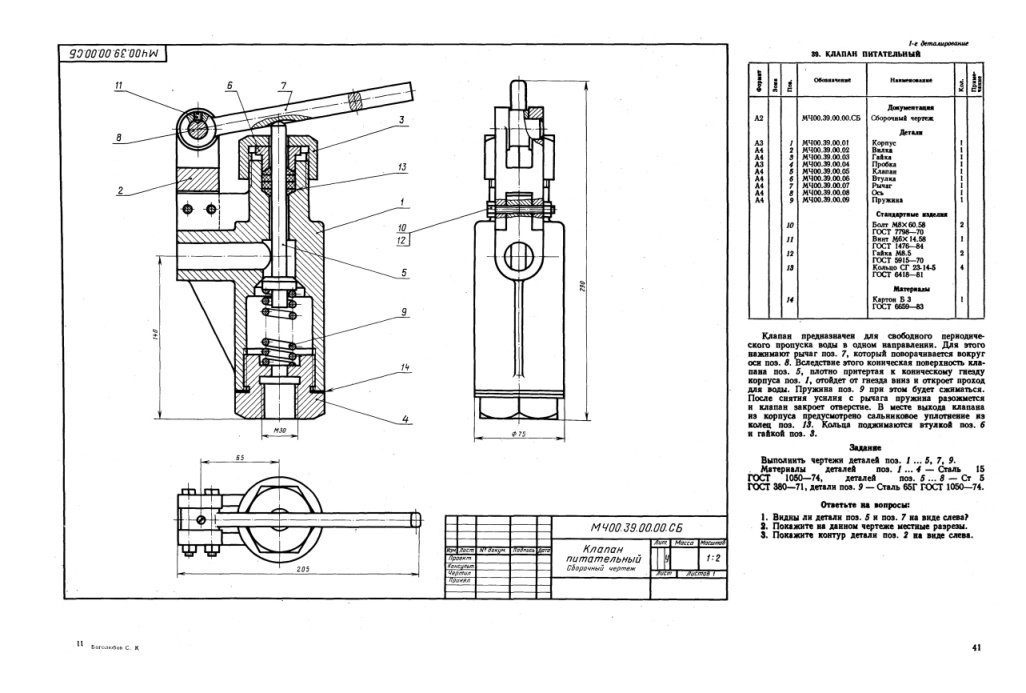 МЧ00.39.00.00.СБ
11
6
7
3
8
13
2
1
10
12
5
9
14
4
140
М30
290
Ф75
65
205
МЧ00.39.00.00.СБ
Клапан
питательный
Сборочный чертеж
Лит.
Масса
Масштаб
У
1:2
Лист
Листов 1
Изм
Лист
№ докум.
Подпись
Дата
Проект.
Консульт.
Чертил
Принял
1-е деталирование
39. КЛАПАН ПИТАТЕЛЬНЫЙ
Формат
Зона
Поз.
Обозначение
Наименование
Кол.
Приме-
чание
Документация
А2 МЧ00.39.00.00.СБ Сборочный чертеж
Детали
А3 1 МЧ00.39.00.01 Корпус 1
А4 2 МЧ00.39.00.02 Вилка 1
А4 3 МЧ00.39.00.03 Гайка 1
А3 4 МЧ00.39.00.04 Пробка 1
А4 5 МЧ00.39.00.05 Клапан 1
А4 6 МЧ00.39.00.06 Втулка 1
А4 7 МЧ00.39.00.07 Рычаг 1
А4 8 МЧ00.39.00.08 Ось 1
А4 9 МЧ00.39.00.09 Пружина 1
Стандартные изделия
10 Болт М8×60.58 2
ГОСТ 7798—70
11 Винт М6×14.58 1
ГОСТ 1476—84
12 Гайка М8.5 2
ГОСТ 5915—70
13 Кольцо СГ 23-14-5 4
ГОСТ 6418—81
Материалы
14 Картон Б 3 1
ГОСТ 6659—83
Клапан предназначен для свободного периодиче-
ского пропуска воды в одном направлении. Для этого
нажимают рычаг поз. 7, который поворачивается вокруг
оси поз. 8. Вследствие этого коническая поверхность кла-
пана поз. 5, плотно притертая к коническому гнезду
корпуса поз. 1, отойдет от гнезда вниз и откроет проход
для воды. Пружина поз. 9 при этом будет сжиматься.
После снятия усилия с рычага пружина разожмется
и клапан закроет отверстие. В месте выхода клапана
из корпуса предусмотрено сальниковое уплотнение из
колец поз. 13. Кольца поджимаются втулкой поз. 6
и гайкой поз. 3.
Задание
Выполнить чертежи деталей поз. 1 ... 5, 7, 9.
Материалы деталей поз. 1 ... 4 — Сталь 15
ГОСТ 1050—74, деталей поз. 5 ... 8 — Ст 5
ГОСТ 380—71, детали поз. 9 — Сталь 65Г ГОСТ 1050—74.
Ответьте на вопросы:
1. Видны ли детали поз. 5 и поз. 7 на виде слева?
2. Покажите на данном чертеже местные разрезы.
3. Покажите контур детали поз. 2 на виде слева.
11 Боголюбов С. К
41